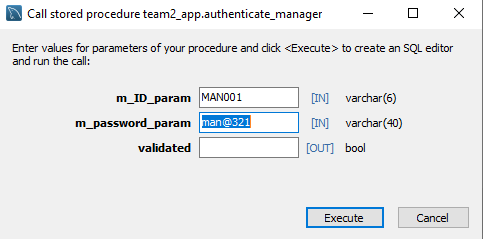 Call stored procedure team2_app.authenticate_manager
Enter values for parameters of your procedure and click <Execute> to create an SQL editor
and run the call:
m_ID_param MAN001 [IN] varchar(6)
m_password_param man@321 [IN] varchar(40)
validated [OUT] bool
Execute Cancel